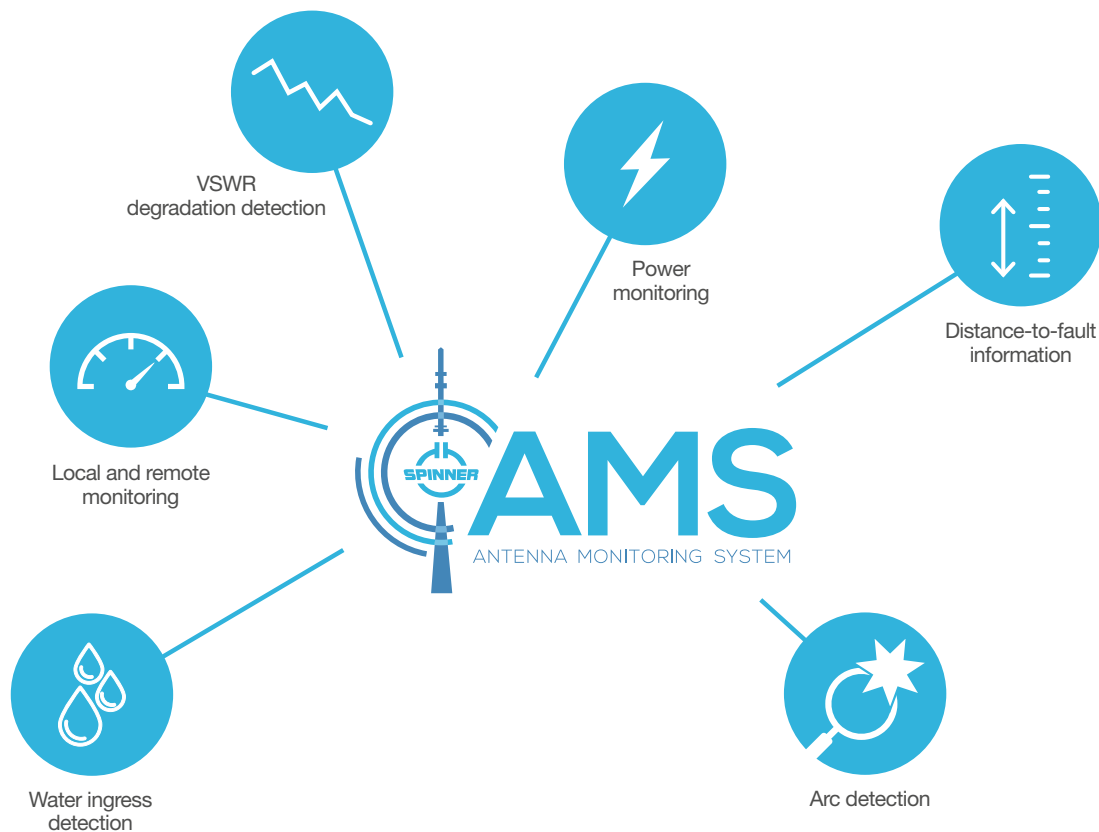 VSWR
degradation detection
Power
monitoring
Distance-to-fault
information
Local and remote
monitoring
SPINNER
AMS
ANTENNA MONITORING SYSTEM
Water ingress
detection
Arc detection